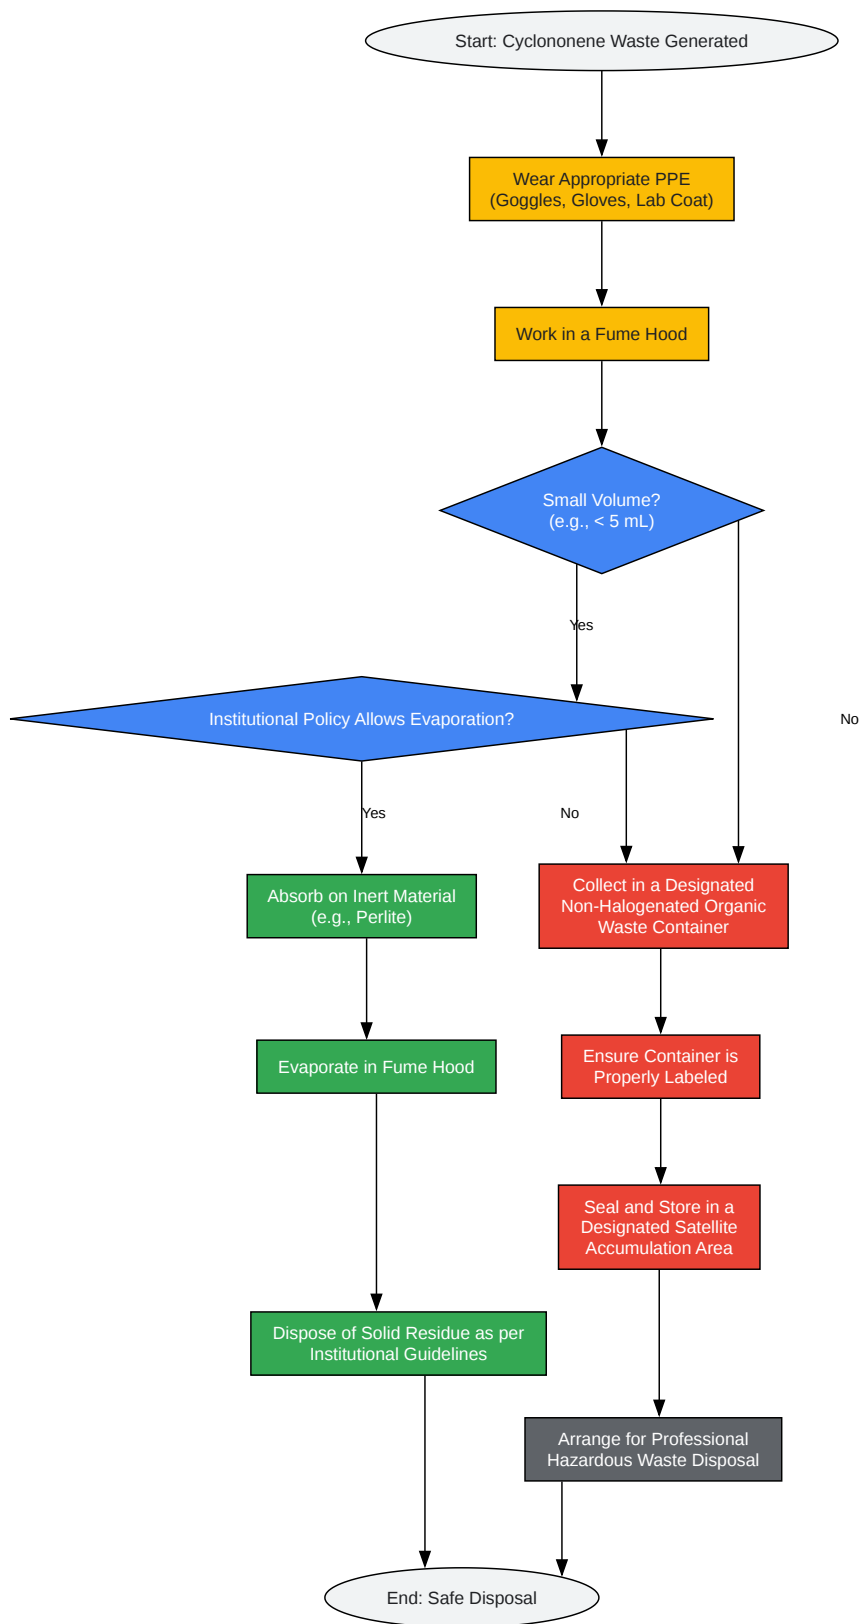 Start: Cyclononene Waste Generated
Wear Appropriate PPE
(Goggles, Gloves, Lab Coat)
Work in a Fume Hood
Small Volume?
(e.g., < 5 mL)
Yes
Institutional Policy Allows Evaporation?
No
Yes
No
Absorb on Inert Material
(e.g., Perlite)
Collect in a Designated
Non-Halogenated Organic
Waste Container
Evaporate in Fume Hood
Ensure Container is
Properly Labeled
Seal and Store in a
Designated Satellite
Accumulation Area
Dispose of Solid Residue as per
Institutional Guidelines
Arrange for Professional
Hazardous Waste Disposal
End: Safe Disposal